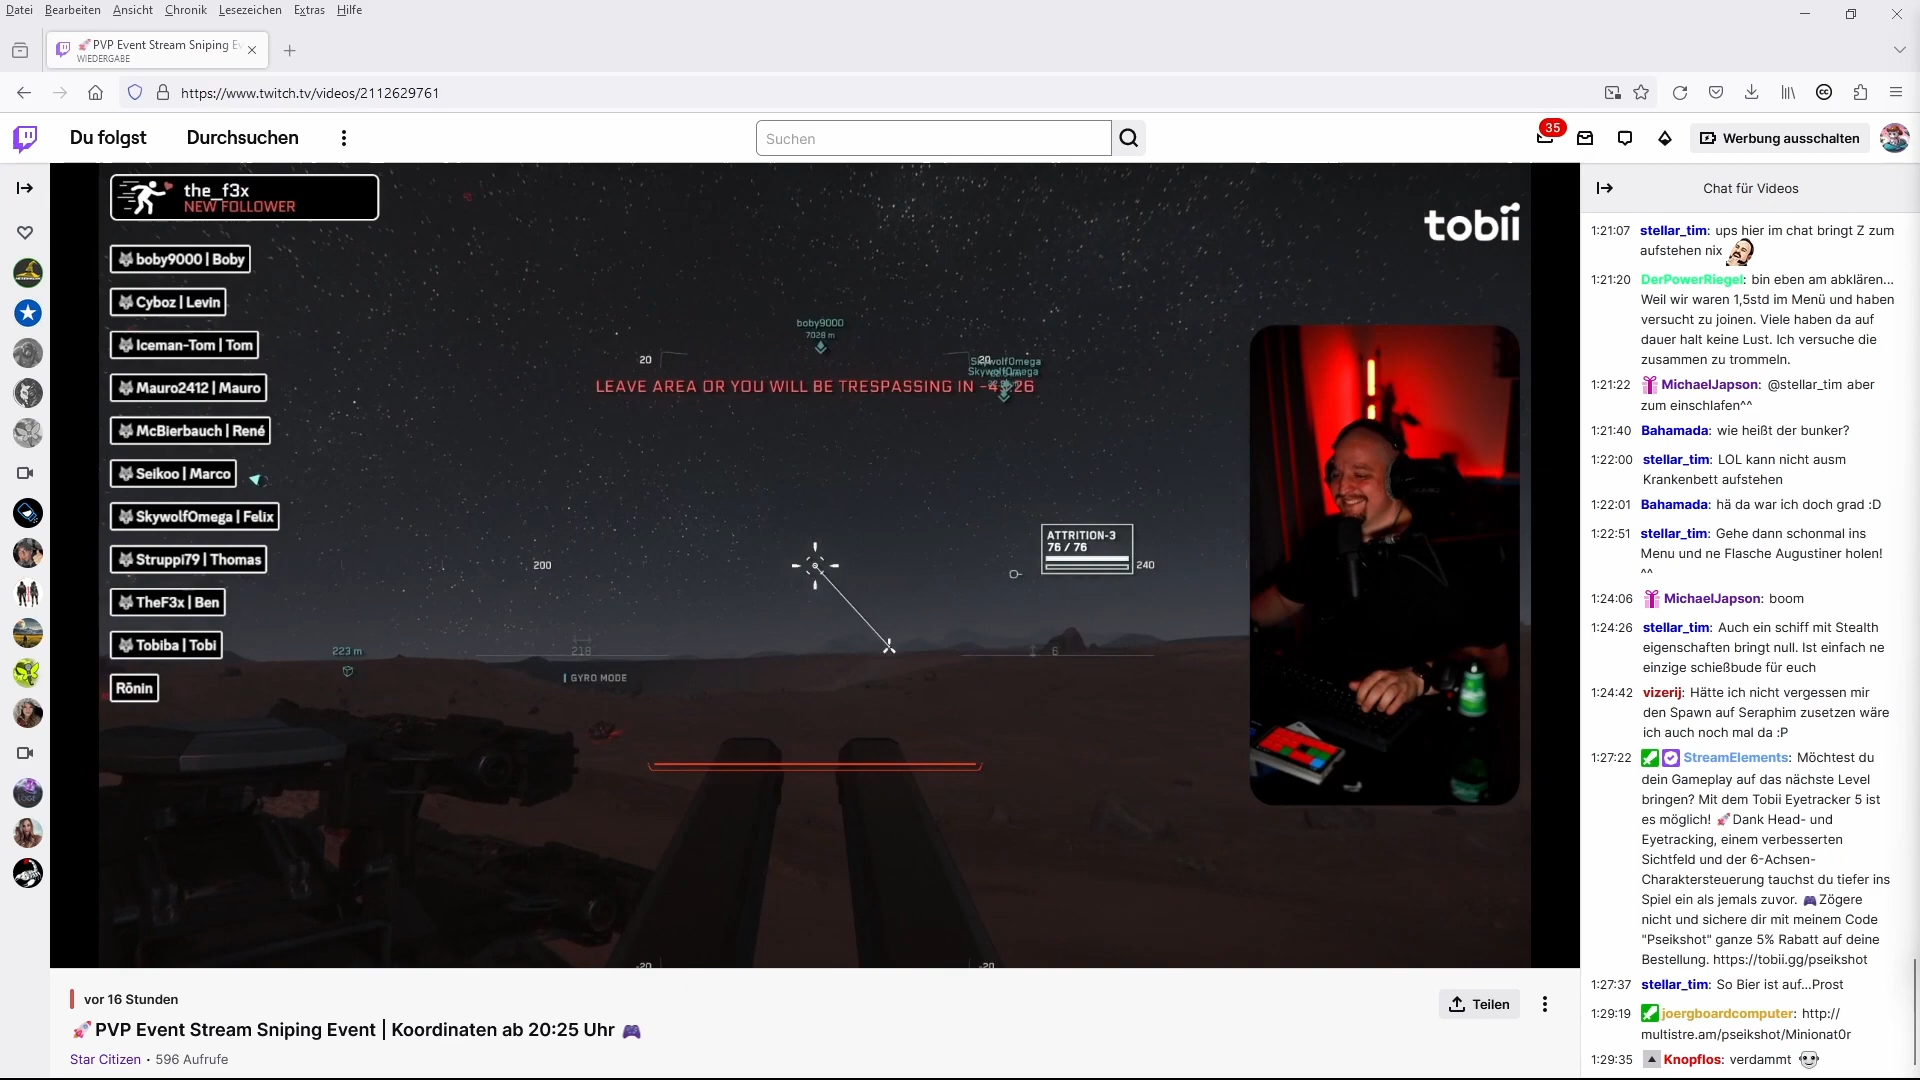 Datei Bearbeiten Ansicht Chronik Lesezeichen Extras Hilfe
🚀PVP Event Stream Sniping Ev
WIEDERGABE
https://www.twitch.tv/videos/2112629761
Du folgst Durchsuchen
Suchen
35
Werbung ausschalten
the_f3x
NEW FOLLOWER
boby9000 | Boby
Cyboz | Levin
Iceman-Tom | Tom
Mauro2412 | Mauro
McBierbauch | René
Seikoo | Marco
SkywolfOmega | Felix
Struppi79 | Thomas
TheF3x | Ben
Tobiba | Tobi
Rōnin
tobii
boby9000
7028 m
20 20
SkywolfOmega
SkywolfOmega
LEAVE AREA OR YOU WILL BE TRESPASSING IN
ATTRITION-3
76 / 76
200 240
223 m
218 6
GYRO MODE
-20 -20
vor 16 Stunden
Teilen
🚀PVP Event Stream Sniping Event | Koordinaten ab 20:25 Uhr 🎮
Star Citizen • 596 Aufrufe
Chat für Videos
1:21:07 stellar_tim: ups hier im chat bringt Z zum
aufstehen nix
1:21:20 DerPowerRiegel: bin eben am abklären...
Weil wir waren 1,5std im Menü und haben
versucht zu joinen. Viele haben da auf
dauer halt keine Lust. Ich versuche die
zusammen zu trommeln.
1:21:22 MichaelJapson: @stellar_tim aber
zum einschlafen^^
1:21:40 Bahamada: wie heißt der bunker?
1:22:00 stellar_tim: LOL kann nicht ausm
Krankenbett aufstehen
1:22:01 Bahamada: hä da war ich doch grad :D
1:22:51 stellar_tim: Gehe dann schonmal ins
Menu und ne Flasche Augustiner holen!
^^
1:24:06 MichaelJapson: boom
1:24:26 stellar_tim: Auch ein schiff mit Stealth
eigenschaften bringt null. Ist einfach ne
einzige schießbude für euch
1:24:42 vizerij: Hätte ich nicht vergessen mir
den Spawn auf Seraphim zusetzen wäre
ich auch noch mal da :P
1:27:22 StreamElements: Möchtest du
dein Gameplay auf das nächste Level
bringen? Mit dem Tobii Eyetracker 5 ist
es möglich! 🚀Dank Head- und
Eyetracking, einem verbesserten
Sichtfeld und der 6-Achsen-
Charaktersteuerung tauchst du tiefer ins
Spiel ein als jemals zuvor. 🎮Zögere
nicht und sichere dir mit meinem Code
"Pseikshot" ganze 5% Rabatt auf deine
Bestellung. https://tobii.gg/pseikshot
1:27:37 stellar_tim: So Bier ist auf...Prost
1:29:19 joergboardcomputer: http://
multistre.am/pseikshot/Minionat0r
1:29:35 Knopflos: verdammt